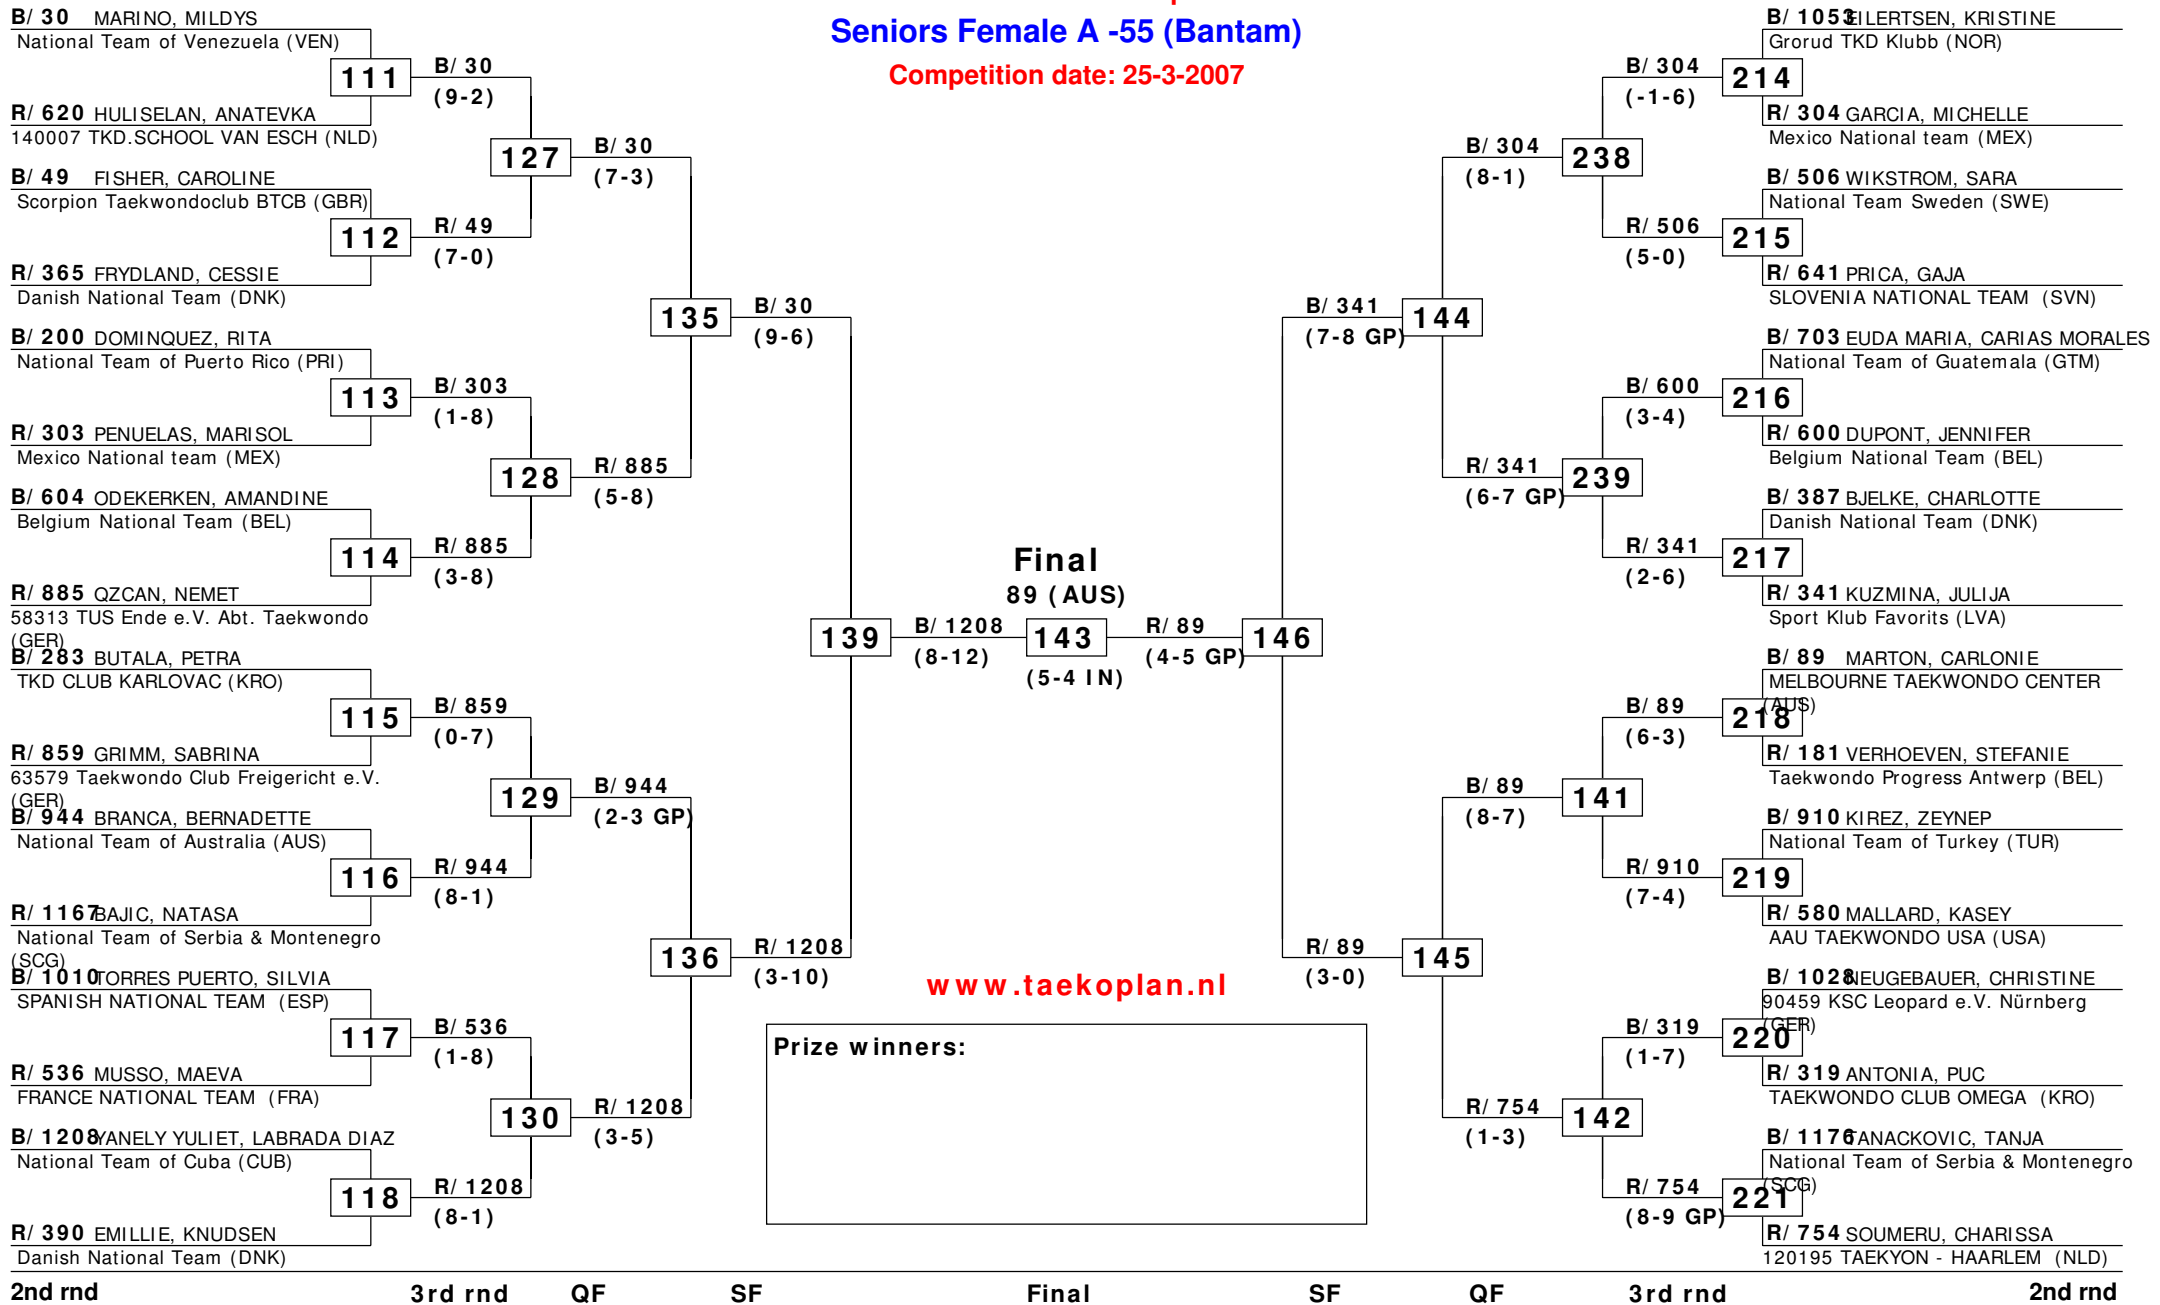 Seniors Female A -55 (Bantam)
Competition date: 25-3-2007
B/ 30 MARINO, MILDYS
National Team of Venezuela (VEN)
111
B/ 30
(9-2)
R/ 620 HULISELAN, ANATEVKA
140007 TKD.SCHOOL VAN ESCH (NLD)
127
B/ 30
(7-3)
B/ 49 FISHER, CAROLINE
Scorpion Taekwondoclub BTCB (GBR)
112
R/ 49
(7-0)
R/ 365 FRYDLAND, CESSIE
Danish National Team (DNK)
135
B/ 30
(9-6)
B/ 200 DOMINQUEZ, RITA
National Team of Puerto Rico (PRI)
113
B/ 303
(1-8)
R/ 303 PENUELAS, MARISOL
Mexico National team (MEX)
128
R/ 885
(5-8)
B/ 604 ODEKERKEN, AMANDINE
Belgium National Team (BEL)
114
R/ 885
(3-8)
R/ 885 QZCAN, NEMET
58313 TUS Ende e.V. Abt. Taekwondo
(GER)
139
B/ 1208
(8-12)
B/ 283 BUTALA, PETRA
TKD CLUB KARLOVAC (KRO)
115
B/ 859
(0-7)
R/ 859 GRIMM, SABRINA
63579 Taekwondo Club Freigericht e.V.
(GER)
129
B/ 944
(2-3 GP)
B/ 944 BRANCA, BERNADETTE
National Team of Australia (AUS)
116
R/ 944
(8-1)
R/ 1167 BAJIC, NATASA
National Team of Serbia & Montenegro
(SCG)
136
R/ 1208
(3-10)
B/ 1010 TORRES PUERTO, SILVIA
SPANISH NATIONAL TEAM (ESP)
117
B/ 536
(1-8)
R/ 536 MUSSO, MAEVA
FRANCE NATIONAL TEAM (FRA)
130
R/ 1208
(3-5)
B/ 1208 YANELY YULIET, LABRADA DIAZ
National Team of Cuba (CUB)
118
R/ 1208
(8-1)
R/ 390 EMILLIE, KNUDSEN
Danish National Team (DNK)
Final
89 (AUS)
143
(5-4 IN)
www.taekoplan.nl
Prize winners:
B/ 1053 EILERTSEN, KRISTINE
Grorud TKD Klubb (NOR)
B/ 304
(-1-6)
214
R/ 304 GARCIA, MICHELLE
Mexico National team (MEX)
B/ 304
(8-1)
238
B/ 506 WIKSTROM, SARA
National Team Sweden (SWE)
R/ 506
(5-0)
215
R/ 641 PRICA, GAJA
SLOVENIA NATIONAL TEAM (SVN)
B/ 341
(7-8 GP)
144
B/ 703 EUDA MARIA, CARIAS MORALES
National Team of Guatemala (GTM)
B/ 600
(3-4)
216
R/ 600 DUPONT, JENNIFER
Belgium National Team (BEL)
R/ 341
(6-7 GP)
239
B/ 387 BJELKE, CHARLOTTE
Danish National Team (DNK)
R/ 341
(2-6)
217
R/ 341 KUZMINA, JULIJA
Sport Klub Favorits (LVA)
R/ 89
(4-5 GP)
146
B/ 89 MARTON, CARLONIE
MELBOURNE TAEKWONDO CENTER
(AUS)
B/ 89
(6-3)
218
R/ 181 VERHOEVEN, STEFANIE
Taekwondo Progress Antwerp (BEL)
B/ 89
(8-7)
141
B/ 910 KIREZ, ZEYNEP
National Team of Turkey (TUR)
R/ 910
(7-4)
219
R/ 580 MALLARD, KASEY
AAU TAEKWONDO USA (USA)
R/ 89
(3-0)
145
B/ 1028 NEUGEBAUER, CHRISTINE
90459 KSC Leopard e.V. Nürnberg
(GER)
B/ 319
(1-7)
220
R/ 319 ANTONIA, PUC
TAEKWONDO CLUB OMEGA (KRO)
R/ 754
(1-3)
142
B/ 1176 TANACKOVIC, TANJA
National Team of Serbia & Montenegro
(SCG)
R/ 754
(8-9 GP)
221
R/ 754 SOUMERU, CHARISSA
120195 TAEKYON - HAARLEM (NLD)
2nd rnd 3rd rnd QF SF Final SF QF 3rd rnd 2nd rnd